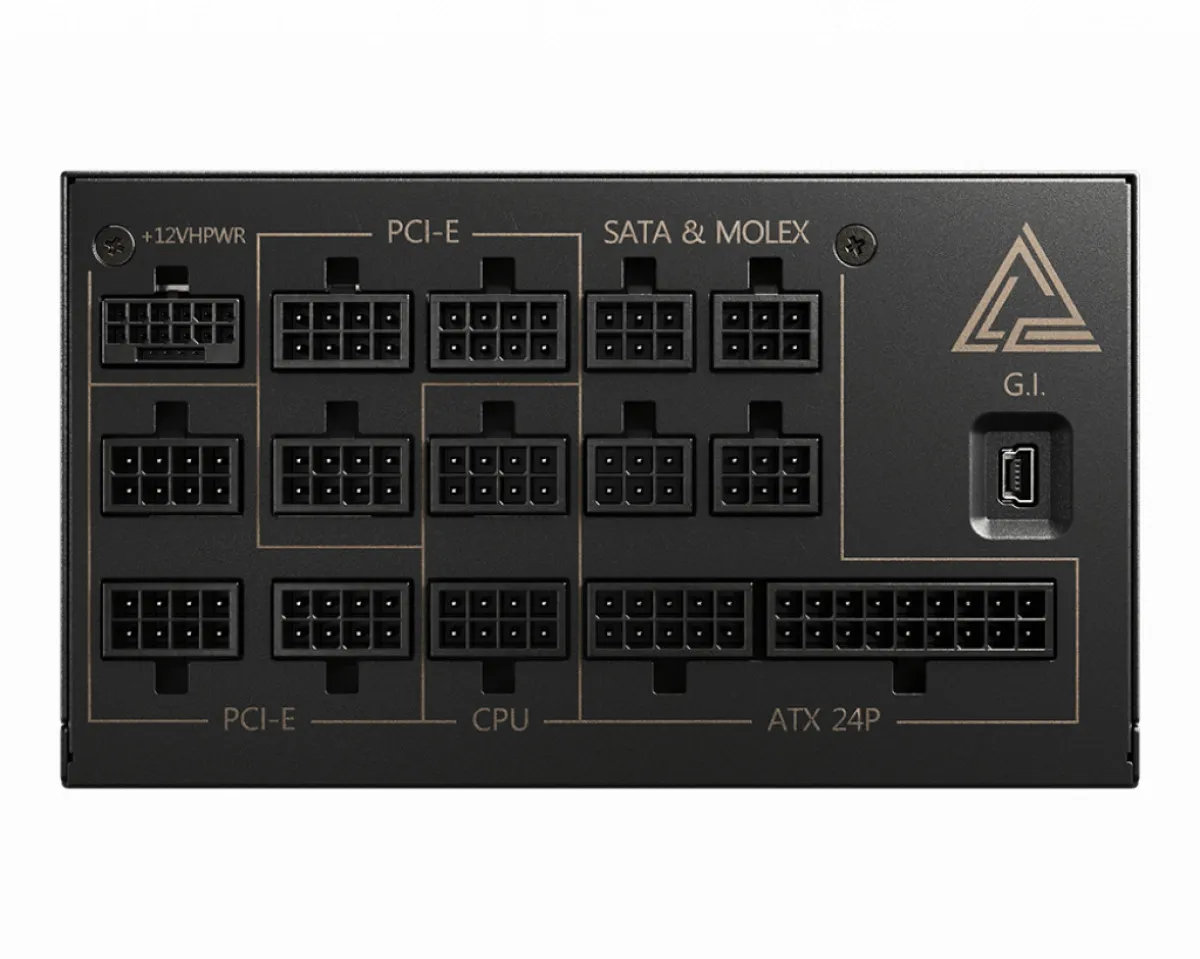 +12VHPWR
PCI-E
SATA & MOLEX
G.I.
PCI-E
CPU
ATX 24P